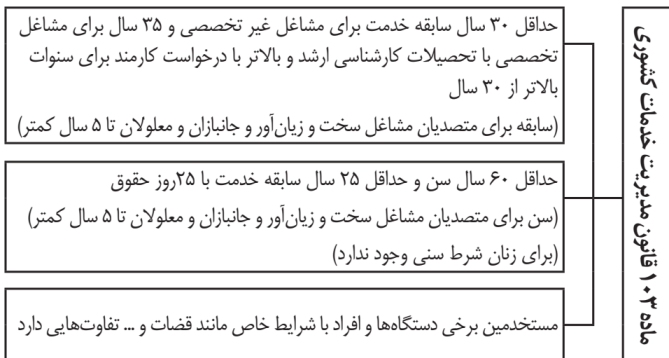 ماده ۱۰۳ قانون مدیریت خدمات کشوری
حداقل ۳۰ سال سابقه خدمت برای مشاغل غیر تخصصی و ۳۵ سال برای مشاغل
تخصصی با تحصیلات کارشناسی ارشد و بالاتر با درخواست کارمند برای سنوات
بالاتر از ۳۰ سال
(سابقه برای متصدیان مشاغل سخت و زیان‌آور و جانبازان و معلولان تا ۵ سال کمتر)
حداقل ۶۰ سال سن و حداقل ۲۵ سال سابقه خدمت با ۲۵روز حقوق
(سن برای متصدیان مشاغل سخت و زیان‌آور و جانبازان و معلولان تا ۵ سال کمتر)
(برای زنان شرط سنی وجود ندارد)
مستخدمین برخی دستگاه‌ها و افراد با شرایط خاص مانند قضات و ... تفاوت‌هایی دارد